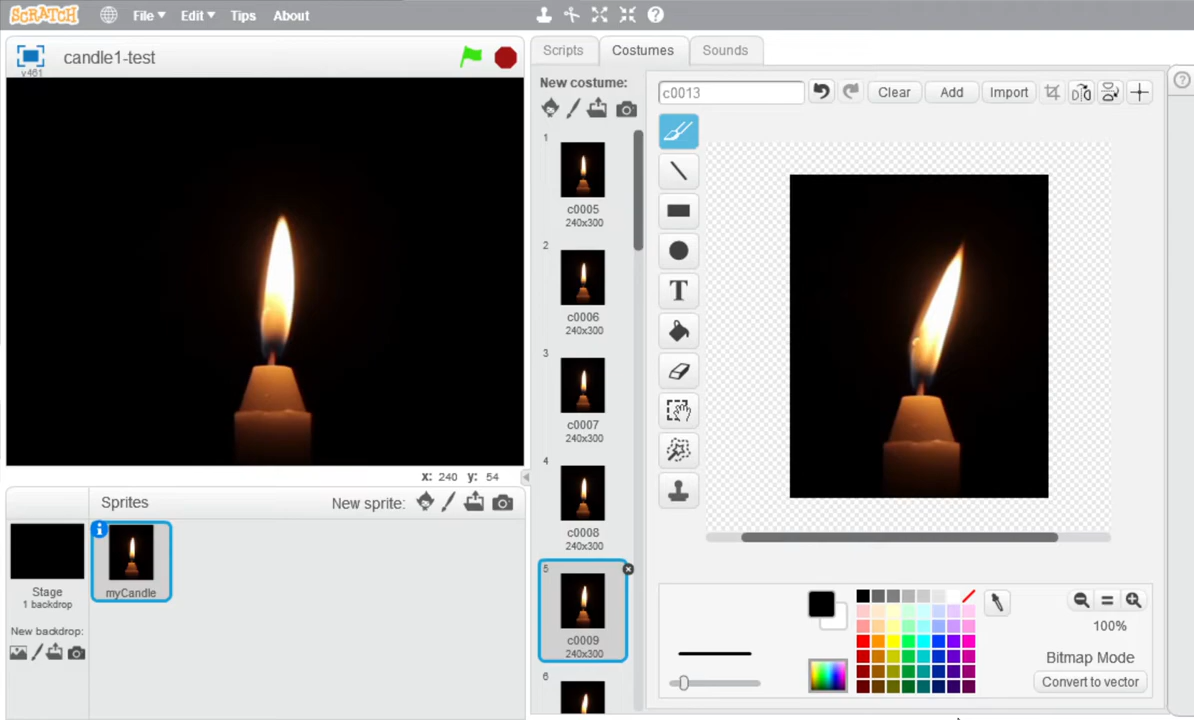 SCRATCH File Edit Tips About
v461 candle1-test
Scripts Costumes Sounds
New costume:
c0013 Clear Add Import
1
c0005
240x300
2
c0006
240x300
3
c0007
240x300
4
c0008
240x300
5
c0009
240x300
6
T
x: 240 y: 54
Sprites New sprite:
Stage
1 backdrop
New backdrop:
myCandle
100%
Bitmap Mode
Convert to vector